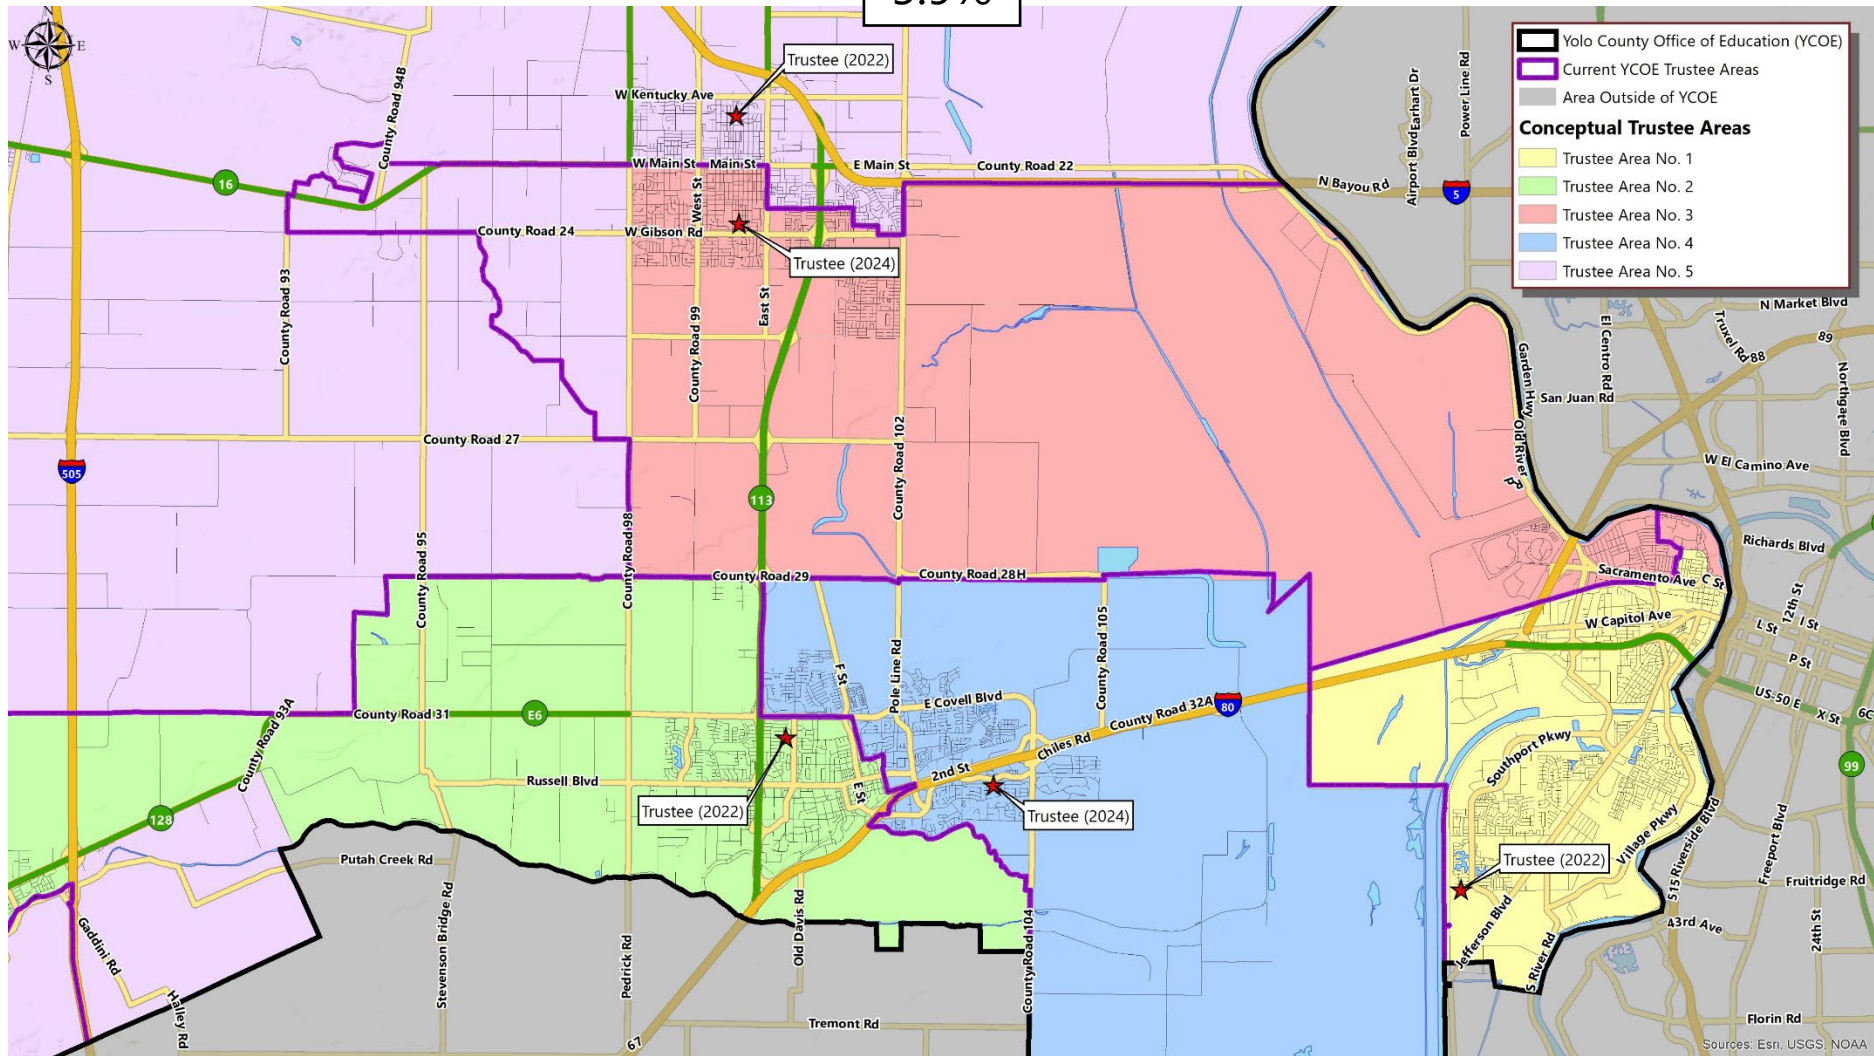 N
W
E
S
Yolo County Office of Education (YCOE)
Current YCOE Trustee Areas
Area Outside of YCOE
Conceptual Trustee Areas
Trustee Area No. 1
Trustee Area No. 2
Trustee Area No. 3
Trustee Area No. 4
Trustee Area No. 5
Trustee (2022)
W Kentucky Ave
County Road 94B
Airport Blvd
Earhart Dr
Power Line Rd
W Main St
Main St
E Main St
County Road 22
N Bayou Rd
5
16
West St
County Road 24
W Gibson Rd
Trustee (2024)
County Road 93
County Road 99
East St
N Market Blvd
El Centro Rd
Truxel Rd
88
89
Garden Hwy
Old River Rd
San Juan Rd
Northgate Blvd
County Road 27
County Road 102
505
113
W El Camino Ave
County Road 95
County Road 98
Richards Blvd
County Road 29
County Road 28H
Sacramento Ave
C St
12th St
W Capitol Ave
L St
I St
P St
County Road 105
F St
Pole Line Rd
E Covell Blvd
County Road 32A
80
US-50 E
X St
6C
County Road 93A
County Road 31
E6
Chiles Rd
2nd St
Southport Pkwy
99
Russell Blvd
E St
Trustee (2022)
Trustee (2024)
128
Village Pkwy
515
Riverside Blvd
Freeport Blvd
Putah Creek Rd
Trustee (2022)
Fruitridge Rd
43rd Ave
24th St
Gaddini Rd
Stevenson Bridge Rd
Pedrick Rd
Old Davis Rd
County Road 104
Jefferson Blvd
S River Rd
Halley Rd
67
Tremont Rd
Florin Rd
Sources: Esri, USGS, NOAA